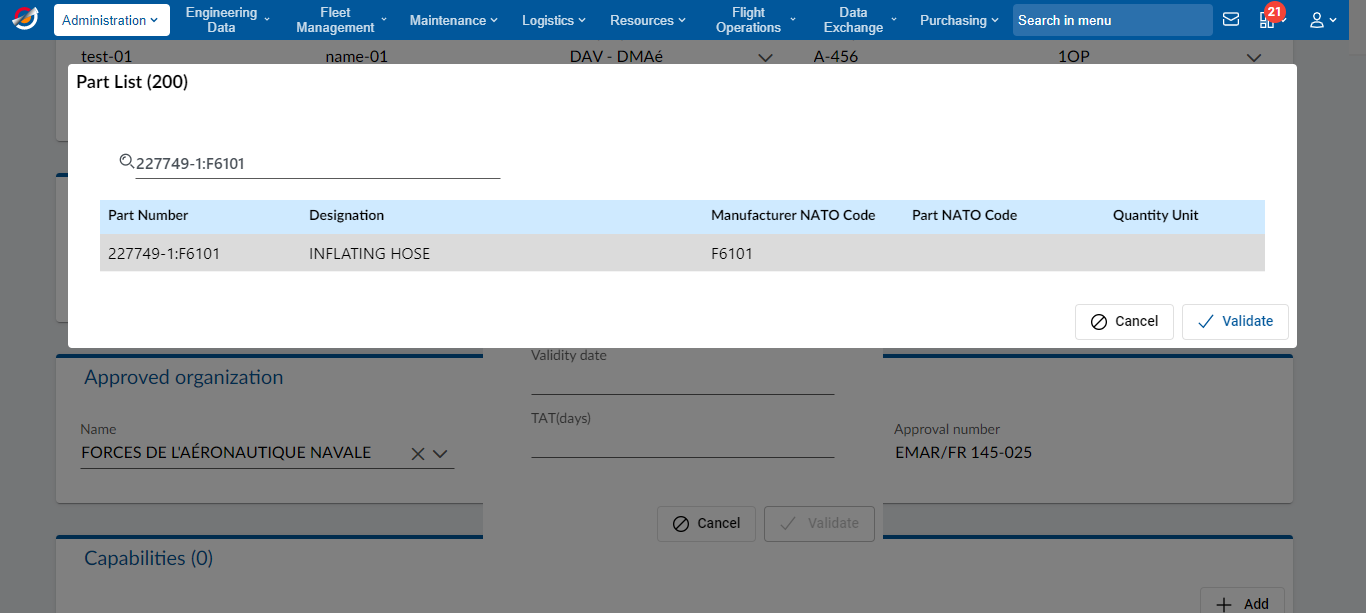 Administration
Engineering Data
Fleet Management
Maintenance
Logistics
Resources
Flight Operations
Data Exchange
Purchasing
Search in menu
21
test-01 name-01 DAV - DMAé A-456 1OP
Part List (200)
227749-1:F6101
Part Number Designation Manufacturer NATO Code Part NATO Code Quantity Unit
227749-1:F6101 INFLATING HOSE F6101
Cancel Validate
Validity date
Approved organization
TAT(days)
Name Approval number
FORCES DE L'AÉRONAUTIQUE NAVALE EMAR/FR 145-025
Cancel Validate
Capabilities (0)
Add